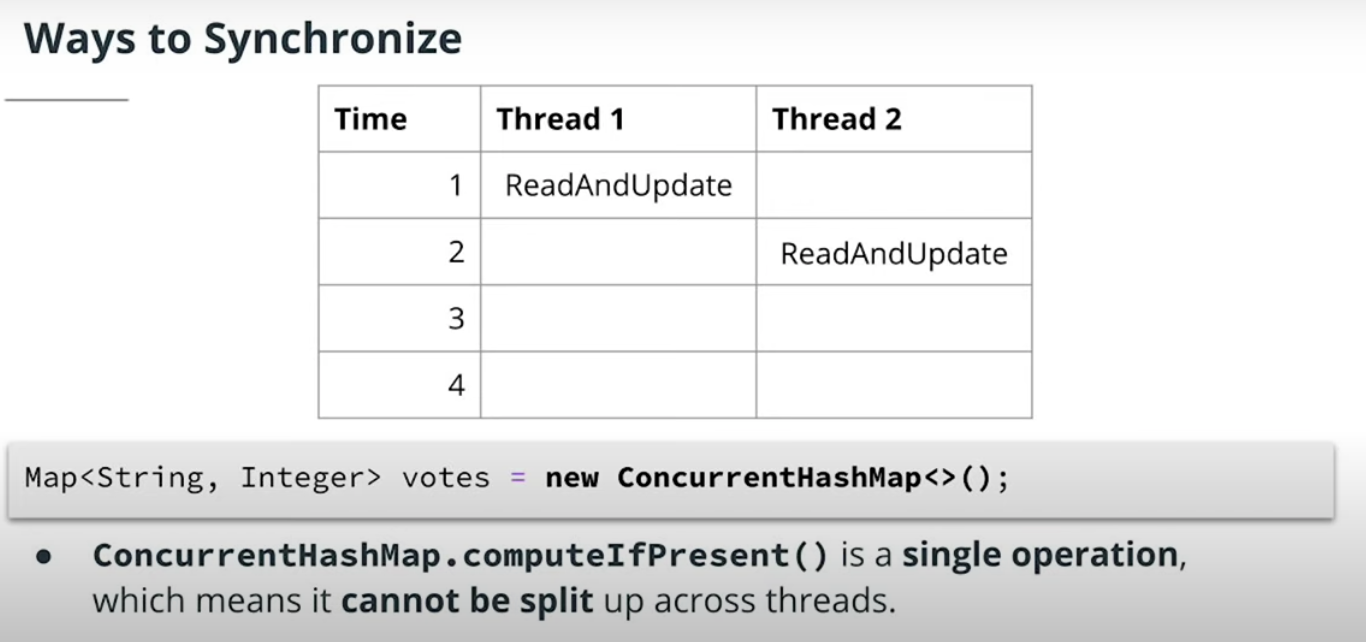 Ways to Synchronize
Time Thread 1 Thread 2
1 ReadAndUpdate
2 ReadAndUpdate
3
4
Map<String, Integer> votes = new ConcurrentHashMap<>();
● ConcurrentHashMap.computeIfPresent() is a single operation,
which means it cannot be split up across threads.